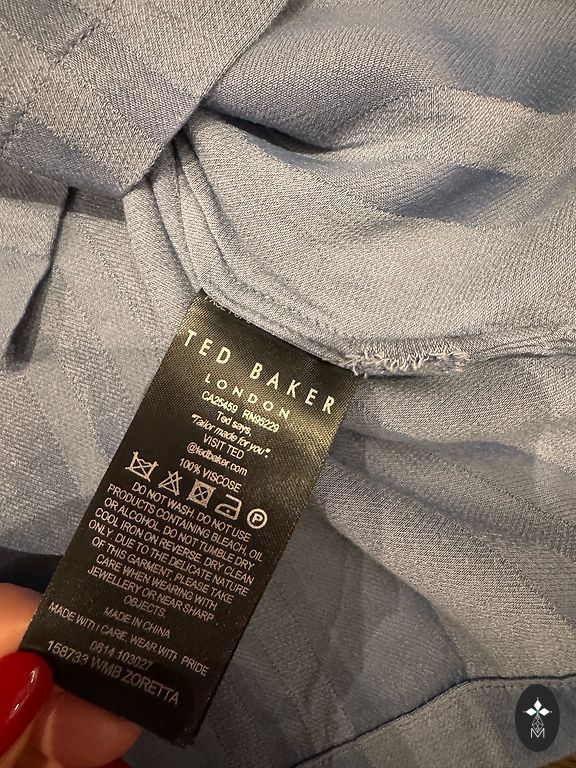 TED BAKER
LONDON
CA25459 RN95229
Ted says,
"Tailor made for you"
VISIT TED
@tedbaker.com
100% VISCOSE
P
DO NOT WASH. DO NOT USE
PRODUCTS CONTAINING BLEACH, OIL
OR ALCOHOL. DO NOT TUMBLE DRY.
COOL IRON ON REVERSE. DRY CLEAN
ONLY. DUE TO THE DELICATE NATURE
OF THIS GARMENT, PLEASE TAKE
CARE WHEN WEARING WITH
JEWELLERY OR NEAR SHARP
OBJECTS.
MADE IN CHINA
MADE WITH CARE, WEAR WITH PRIDE
0614 103027
158733 WMB ZORETTA
M